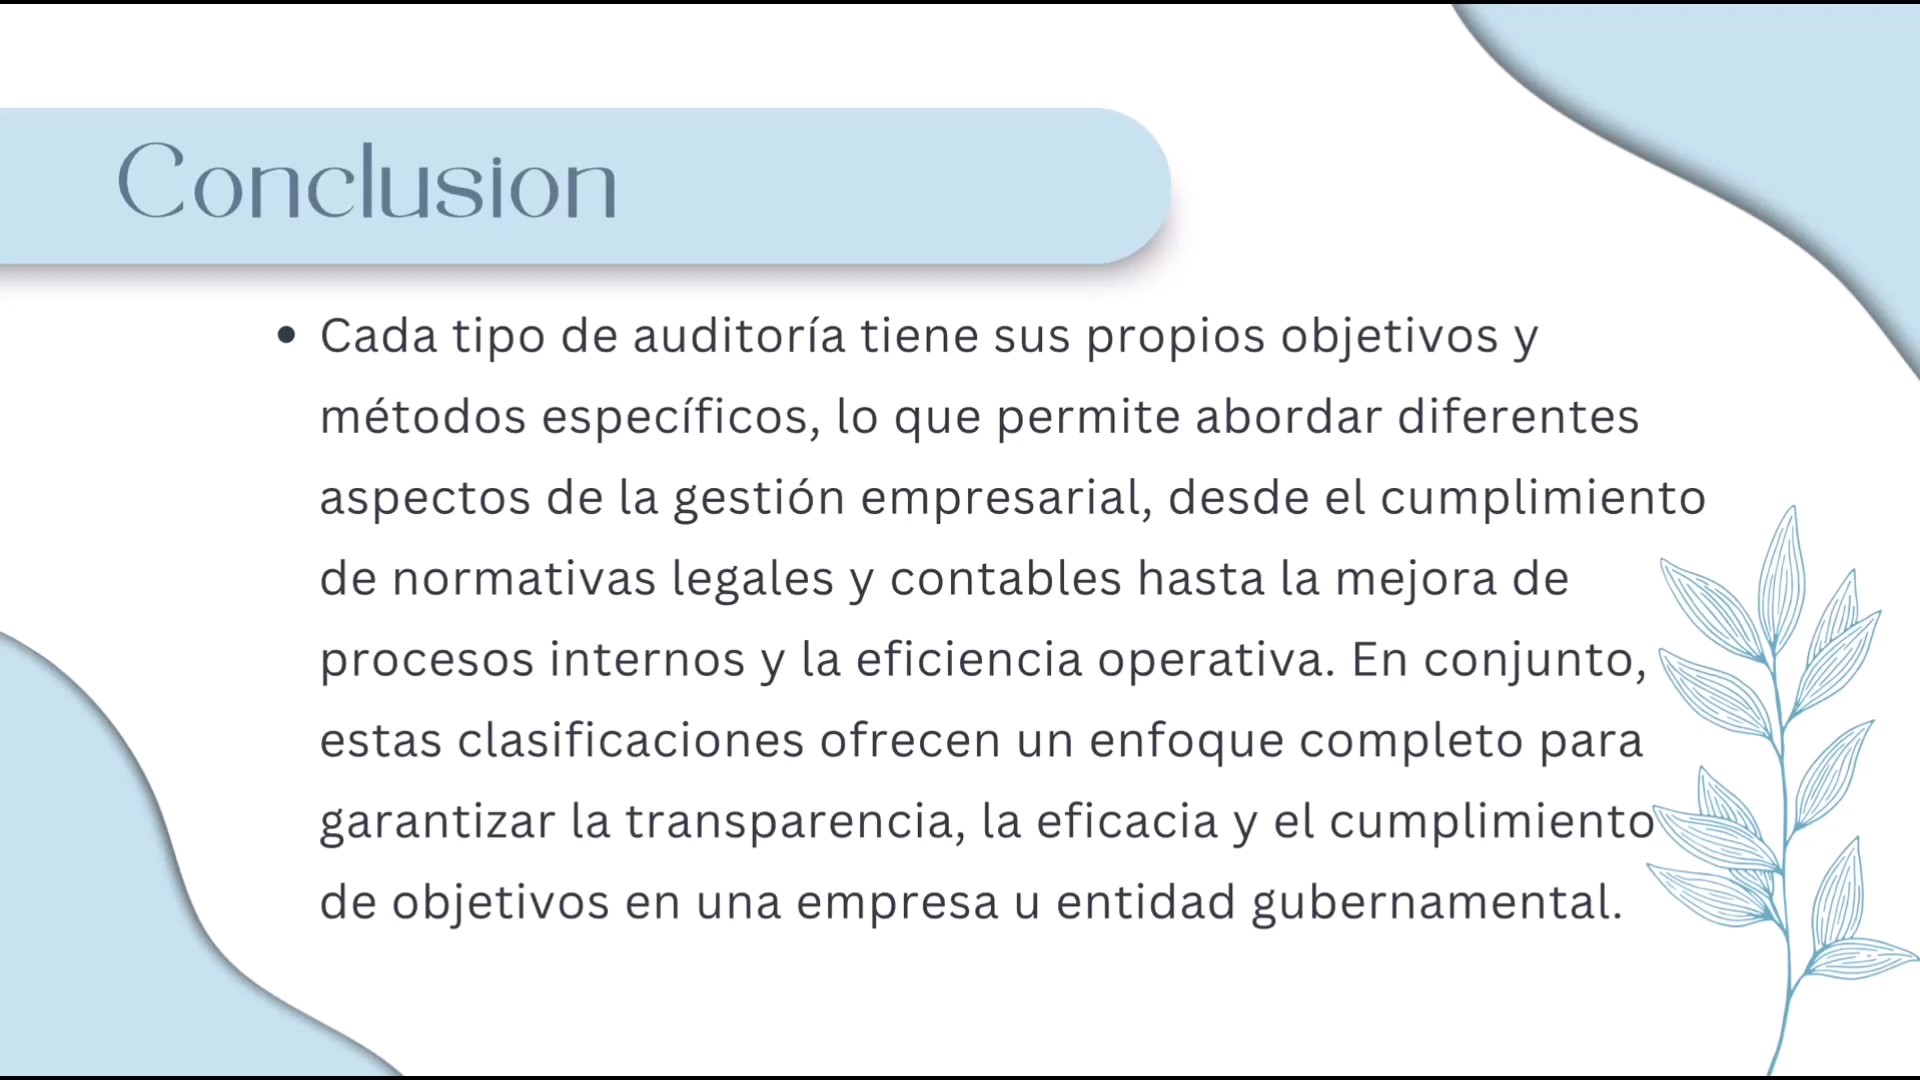 Conclusion
• Cada tipo de auditoría tiene sus propios objetivos y
métodos específicos, lo que permite abordar diferentes
aspectos de la gestión empresarial, desde el cumplimiento
de normativas legales y contables hasta la mejora de
procesos internos y la eficiencia operativa. En conjunto,
estas clasificaciones ofrecen un enfoque completo para
garantizar la transparencia, la eficacia y el cumplimiento
de objetivos en una empresa u entidad gubernamental.